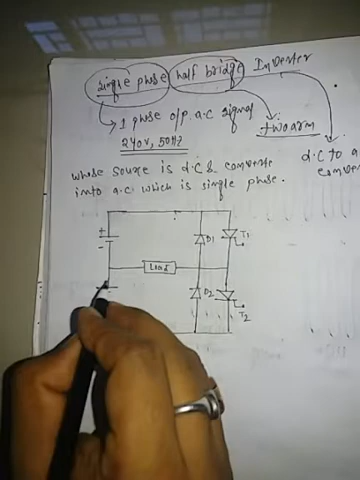 single phase half bridge Inverter
1 phase o/p a.c signal
240v, 50Hz
two arm
d.c to a
conver
whose source is d.c & converte
into a.c which is single phase.
+
-
D1
T1
Load
D2
T2